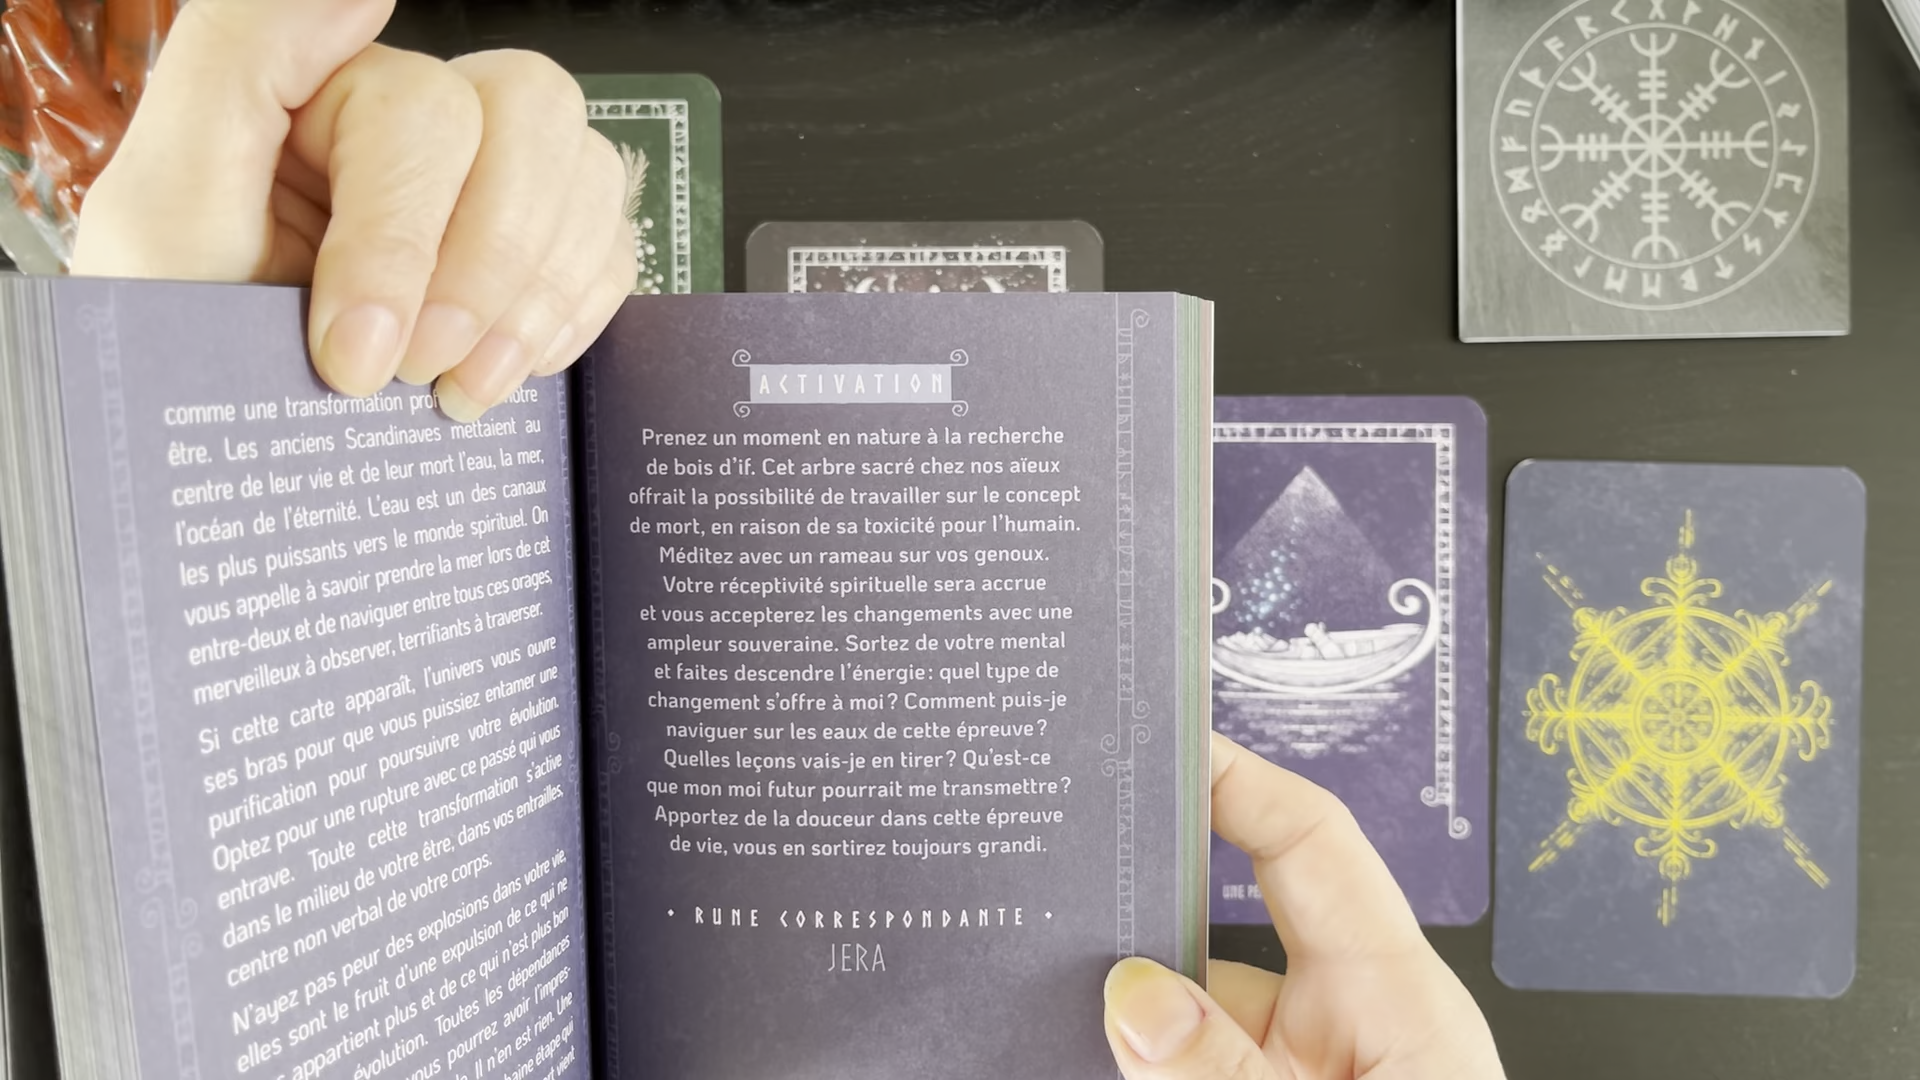 comme une transformation notre
être. Les anciens Scandinaves mettaient au
centre de leur vie et de leur mort l'eau, la mer,
l'océan de l'éternité. L'eau est un des canaux
les plus puissants vers le monde spirituel. On
vous appelle à savoir prendre la mer lors de cet
entre-deux et de naviguer entre tous ces orages,
merveilleux à observer, terrifiants à traverser.
Si cette carte apparaît, l'univers vous ouvre
ses bras pour que vous puissiez entamer une
purification pour poursuivre votre évolution.
Optez pour une rupture avec ce passé qui vous
entrave. Toute cette transformation s'active
dans le milieu de votre être, dans vos entrailles,
centre non verbal de votre corps.
N'ayez pas peur des explosions dans votre vie,
elles sont le fruit d'une expulsion de ce qui ne
appartient plus et de ce qui n'est plus bon
évolution. Toutes les dépendances
vous pourrez avoir l'impres-
Il n'en est rien. Une
étape qui
vient
ACTIVATION
Prenez un moment en nature à la recherche
de bois d'if. Cet arbre sacré chez nos aïeux
offrait la possibilité de travailler sur le concept
de mort, en raison de sa toxicité pour l'humain.
Méditez avec un rameau sur vos genoux.
Votre réceptivité spirituelle sera accrue
et vous accepterez les changements avec une
ampleur souveraine. Sortez de votre mental
et faites descendre l'énergie : quel type de
changement s'offre à moi ? Comment puis-je
naviguer sur les eaux de cette épreuve ?
Quelles leçons vais-je en tirer ? Qu'est-ce
que mon moi futur pourrait me transmettre ?
Apportez de la douceur dans cette épreuve
de vie, vous en sortirez toujours grandi.
• RUNE CORRESPONDANTE •
JERA
UNE